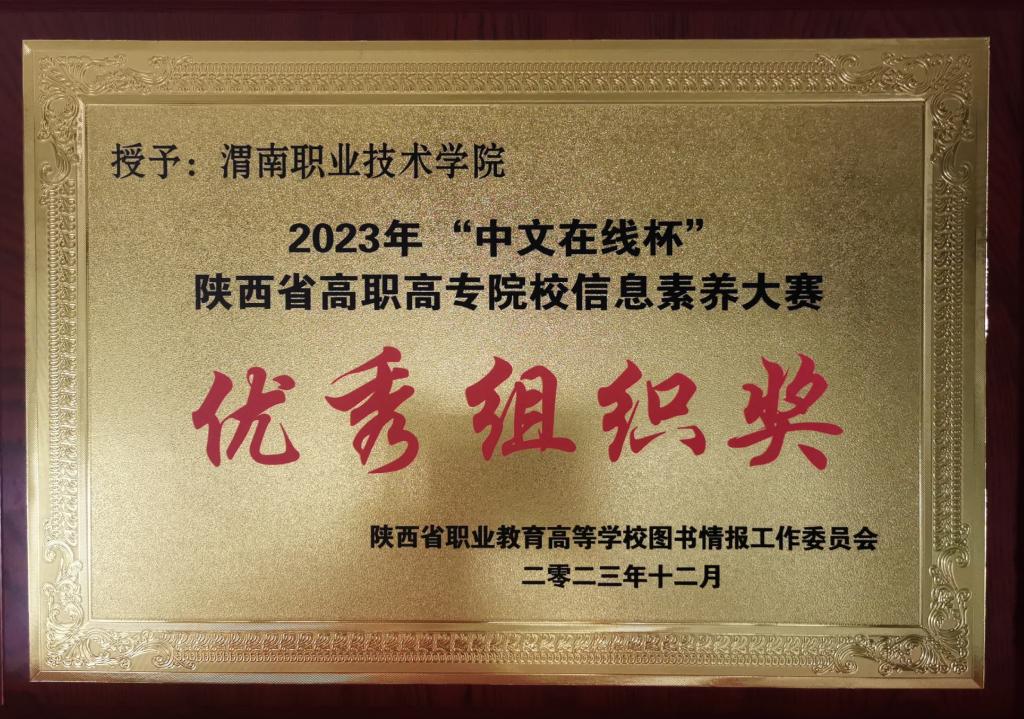 授予：渭南职业技术学院
2023年“中文在线杯”
陕西省高职高专院校信息素养大赛
优秀组织奖
陕西省职业教育高等学校图书情报工作委员会
二零二三年十二月